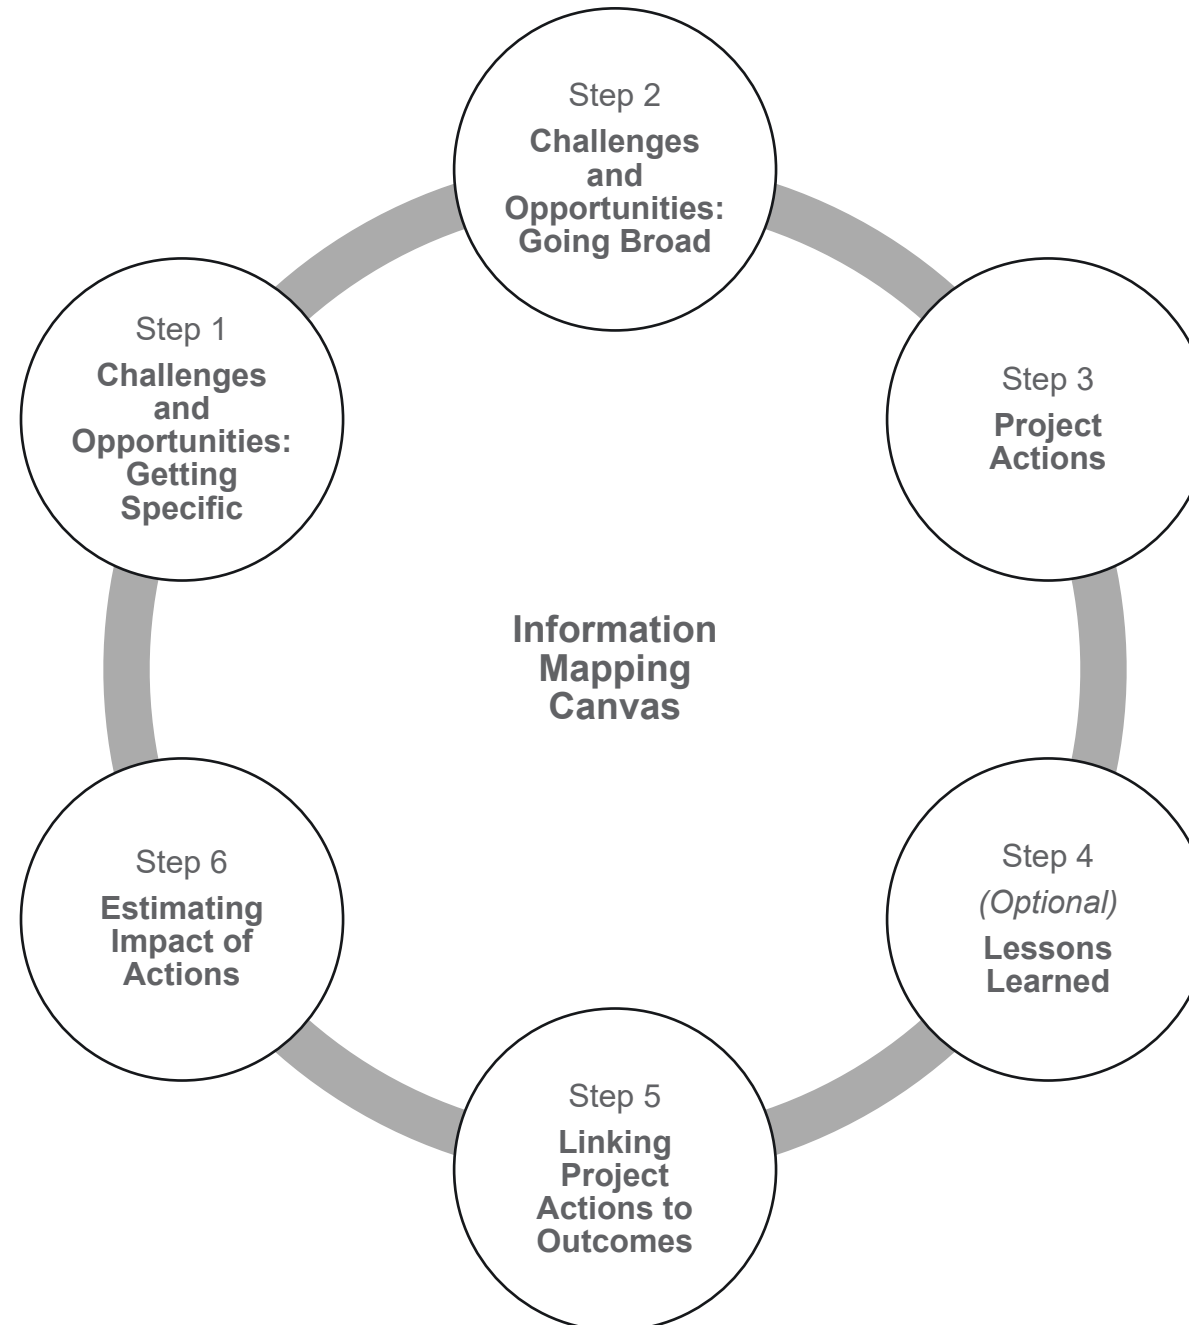 Step 2
Challenges
and
Opportunities:
Going Broad
Step 1
Challenges
and
Opportunities:
Getting
Specific
Step 3
Project
Actions
Information
Mapping
Canvas
Step 6
Estimating
Impact of
Actions
Step 4
(Optional)
Lessons
Learned
Step 5
Linking
Project
Actions to
Outcomes